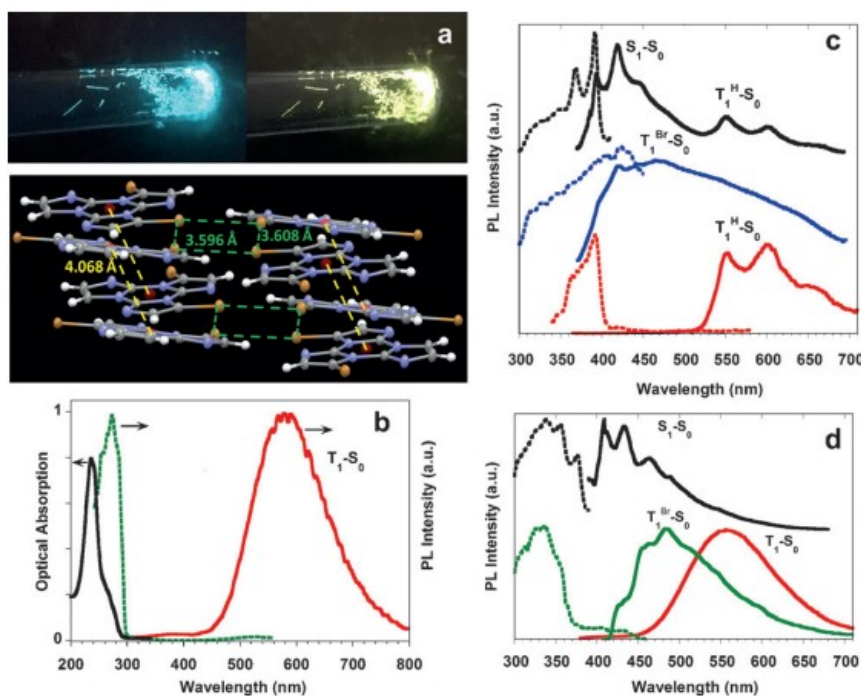 a
3.596 Å
3.608 Å
4.068 Å
b
1
T₁-S₀
Optical Absorption
PL Intensity (a.u.)
0
200 300 400 500 600 700 800
Wavelength (nm)
c
S₁-S₀
T₁ᴴ-S₀
T₁ᴮʳ-S₀
T₁ᴴ-S₀
PL Intensity (a.u.)
300 350 400 450 500 550 600 650 700
Wavelength (nm)
d
S₁-S₀
T₁ᴮʳ-S₀
T₁-S₀
PL Intensity (a.u.)
300 350 400 450 500 550 600 650 700
Wavelength (nm)